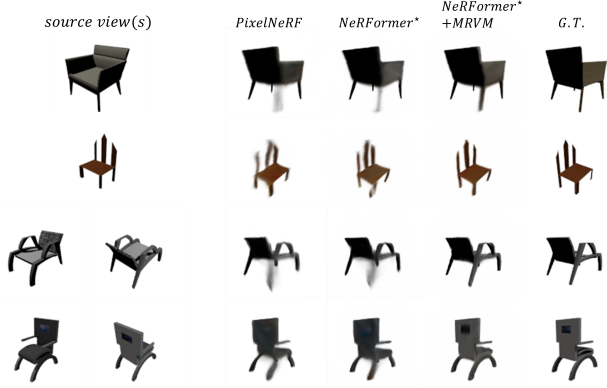 source view(s)
PixelNeRF
NeRFormer*
NeRFormer*
+MRVM
G.T.